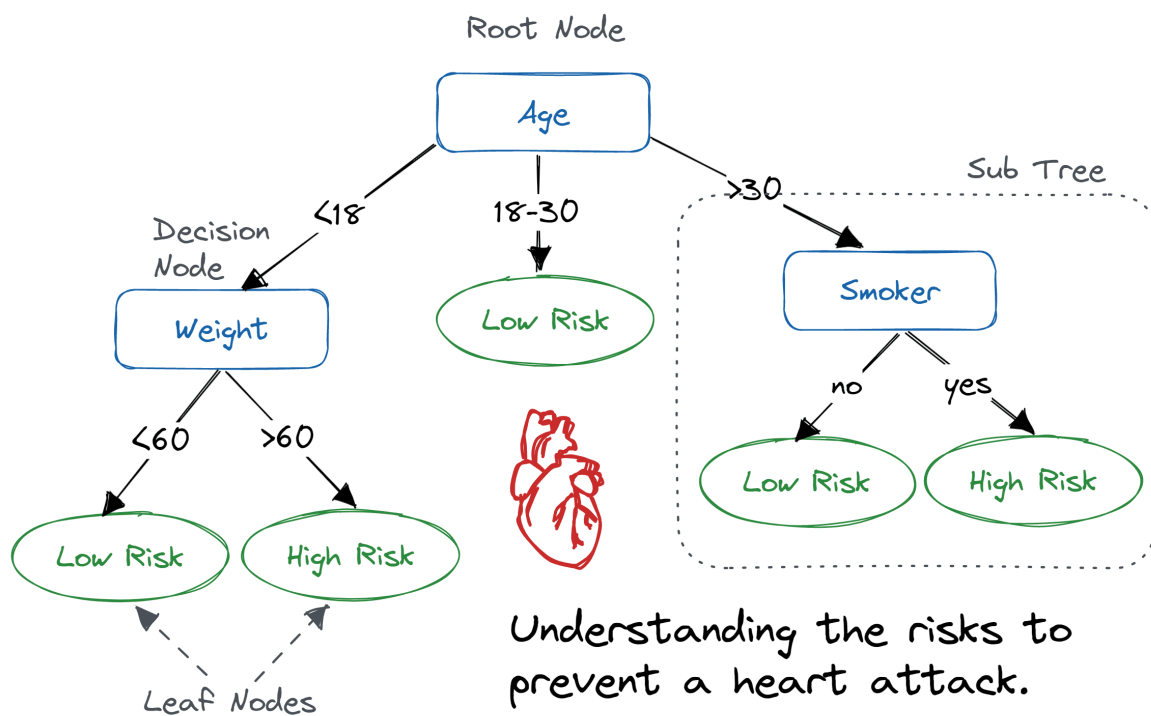 Root Node
Age
Sub Tree
<18
18-30
>30
Decision
Node
Weight
Low Risk
Smoker
<60
>60
no
yes
Low Risk
High Risk
Low Risk
High Risk
Leaf Nodes
Understanding the risks to
prevent a heart attack.